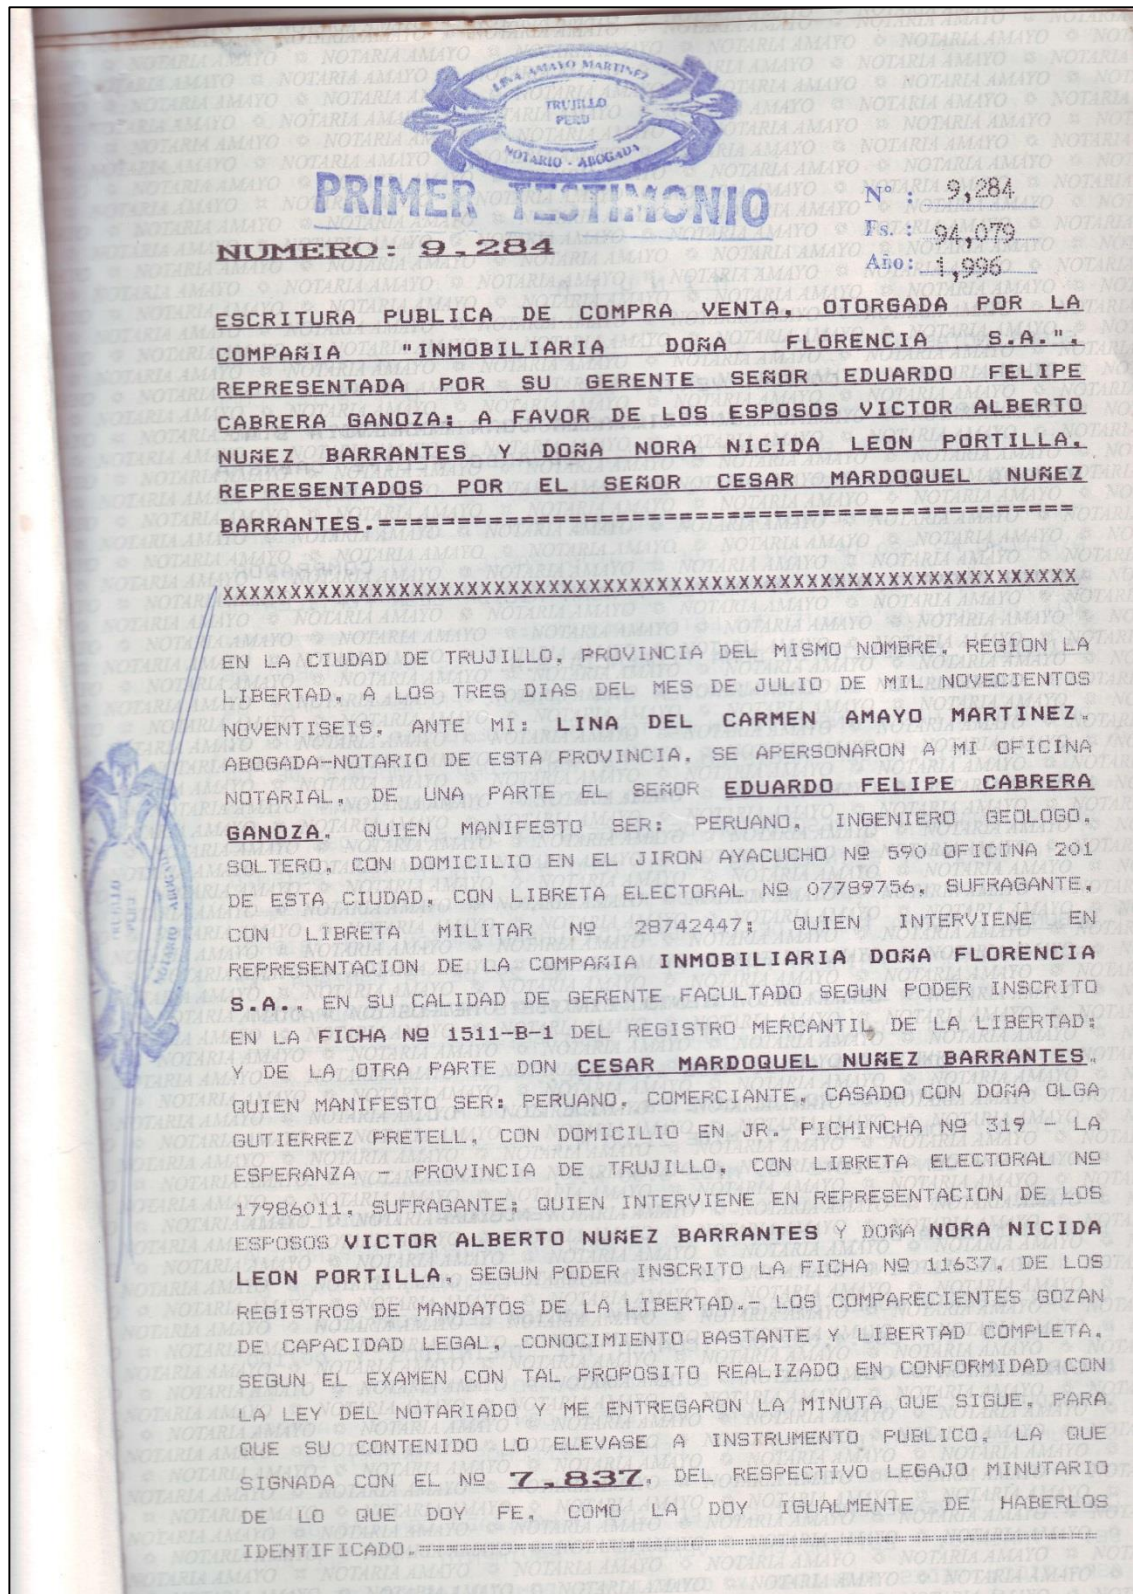 LINA AMAYO MARTINEZ
TRUJILLO
PERU
NOTARIO - ABOGADA
PRIMER TESTIMONIO
Nº : 9,284
Fs. : 94,079
Año: 1,996
NUMERO: 9.284
ESCRITURA PUBLICA DE COMPRA VENTA, OTORGADA POR LA
COMPAÑIA "INMOBILIARIA DOÑA FLORENCIA S.A.",
REPRESENTADA POR SU GERENTE SEÑOR EDUARDO FELIPE
CABRERA GANOZA; A FAVOR DE LOS ESPOSOS VICTOR ALBERTO
NUÑEZ BARRANTES Y DOÑA NORA NICIDA LEON PORTILLA,
REPRESENTADOS POR EL SEÑOR CESAR MARDOQUEL NUÑEZ
BARRANTES.============================================
XXXXXXXXXXXXXXXXXXXXXXXXXXXXXXXXXXXXXXXXXXXXXXXXXXXXXXXXXXXXXXXX
EN LA CIUDAD DE TRUJILLO, PROVINCIA DEL MISMO NOMBRE, REGION LA
LIBERTAD, A LOS TRES DIAS DEL MES DE JULIO DE MIL NOVECIENTOS
NOVENTISEIS, ANTE MI: LINA DEL CARMEN AMAYO MARTINEZ,
ABOGADA-NOTARIO DE ESTA PROVINCIA, SE APERSONARON A MI OFICINA
NOTARIAL, DE UNA PARTE EL SEÑOR EDUARDO FELIPE CABRERA
GANOZA, QUIEN MANIFESTO SER: PERUANO, INGENIERO GEOLOGO,
SOLTERO, CON DOMICILIO EN EL JIRON AYACUCHO Nº 590 OFICINA 201
DE ESTA CIUDAD, CON LIBRETA ELECTORAL Nº 07789756, SUFRAGANTE,
CON LIBRETA MILITAR Nº 28742447; QUIEN INTERVIENE EN
REPRESENTACION DE LA COMPAÑIA INMOBILIARIA DOÑA FLORENCIA
S.A., EN SU CALIDAD DE GERENTE FACULTADO SEGUN PODER INSCRITO
EN LA FICHA Nº 1511-B-1 DEL REGISTRO MERCANTIL DE LA LIBERTAD;
Y DE LA OTRA PARTE DON CESAR MARDOQUEL NUÑEZ BARRANTES,
QUIEN MANIFESTO SER: PERUANO, COMERCIANTE, CASADO CON DOÑA OLGA
GUTIERREZ PRETELL, CON DOMICILIO EN JR. PICHINCHA Nº 319 - LA
ESPERANZA - PROVINCIA DE TRUJILLO, CON LIBRETA ELECTORAL Nº
17986011, SUFRAGANTE; QUIEN INTERVIENE EN REPRESENTACION DE LOS
ESPOSOS VICTOR ALBERTO NUÑEZ BARRANTES Y DOÑA NORA NICIDA
LEON PORTILLA, SEGUN PODER INSCRITO LA FICHA Nº 11637, DE LOS
REGISTROS DE MANDATOS DE LA LIBERTAD.- LOS COMPARECIENTES GOZAN
DE CAPACIDAD LEGAL, CONOCIMIENTO BASTANTE Y LIBERTAD COMPLETA,
SEGUN EL EXAMEN CON TAL PROPOSITO REALIZADO EN CONFORMIDAD CON
LA LEY DEL NOTARIADO Y ME ENTREGARON LA MINUTA QUE SIGUE, PARA
QUE SU CONTENIDO LO ELEVASE A INSTRUMENTO PUBLICO, LA QUE
SIGNADA CON EL Nº 7.837, DEL RESPECTIVO LEGAJO MINUTARIO
DE LO QUE DOY FE, COMO LA DOY IGUALMENTE DE HABERLOS
IDENTIFICADO.====================================================